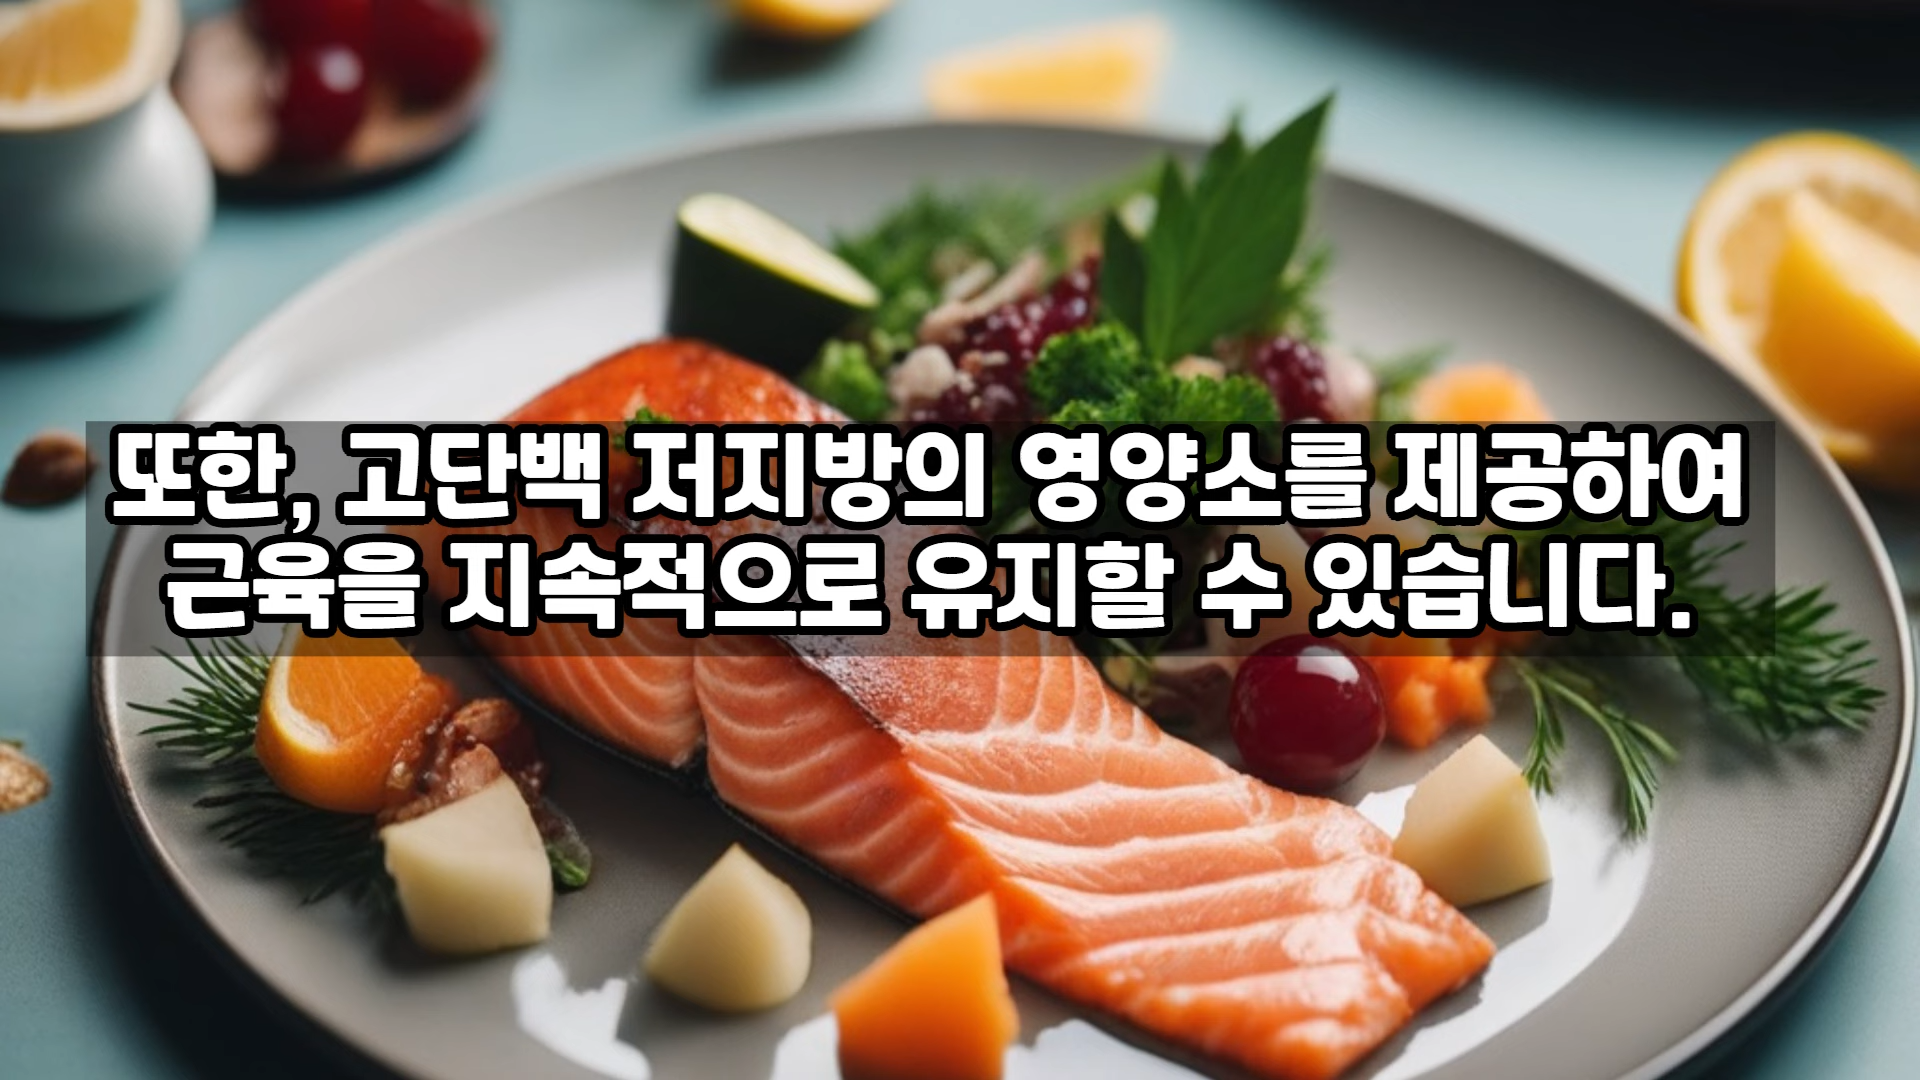 또한, 고단백 저지방의 영양소를 제공하여
근육을 지속적으로 유지할 수 있습니다.